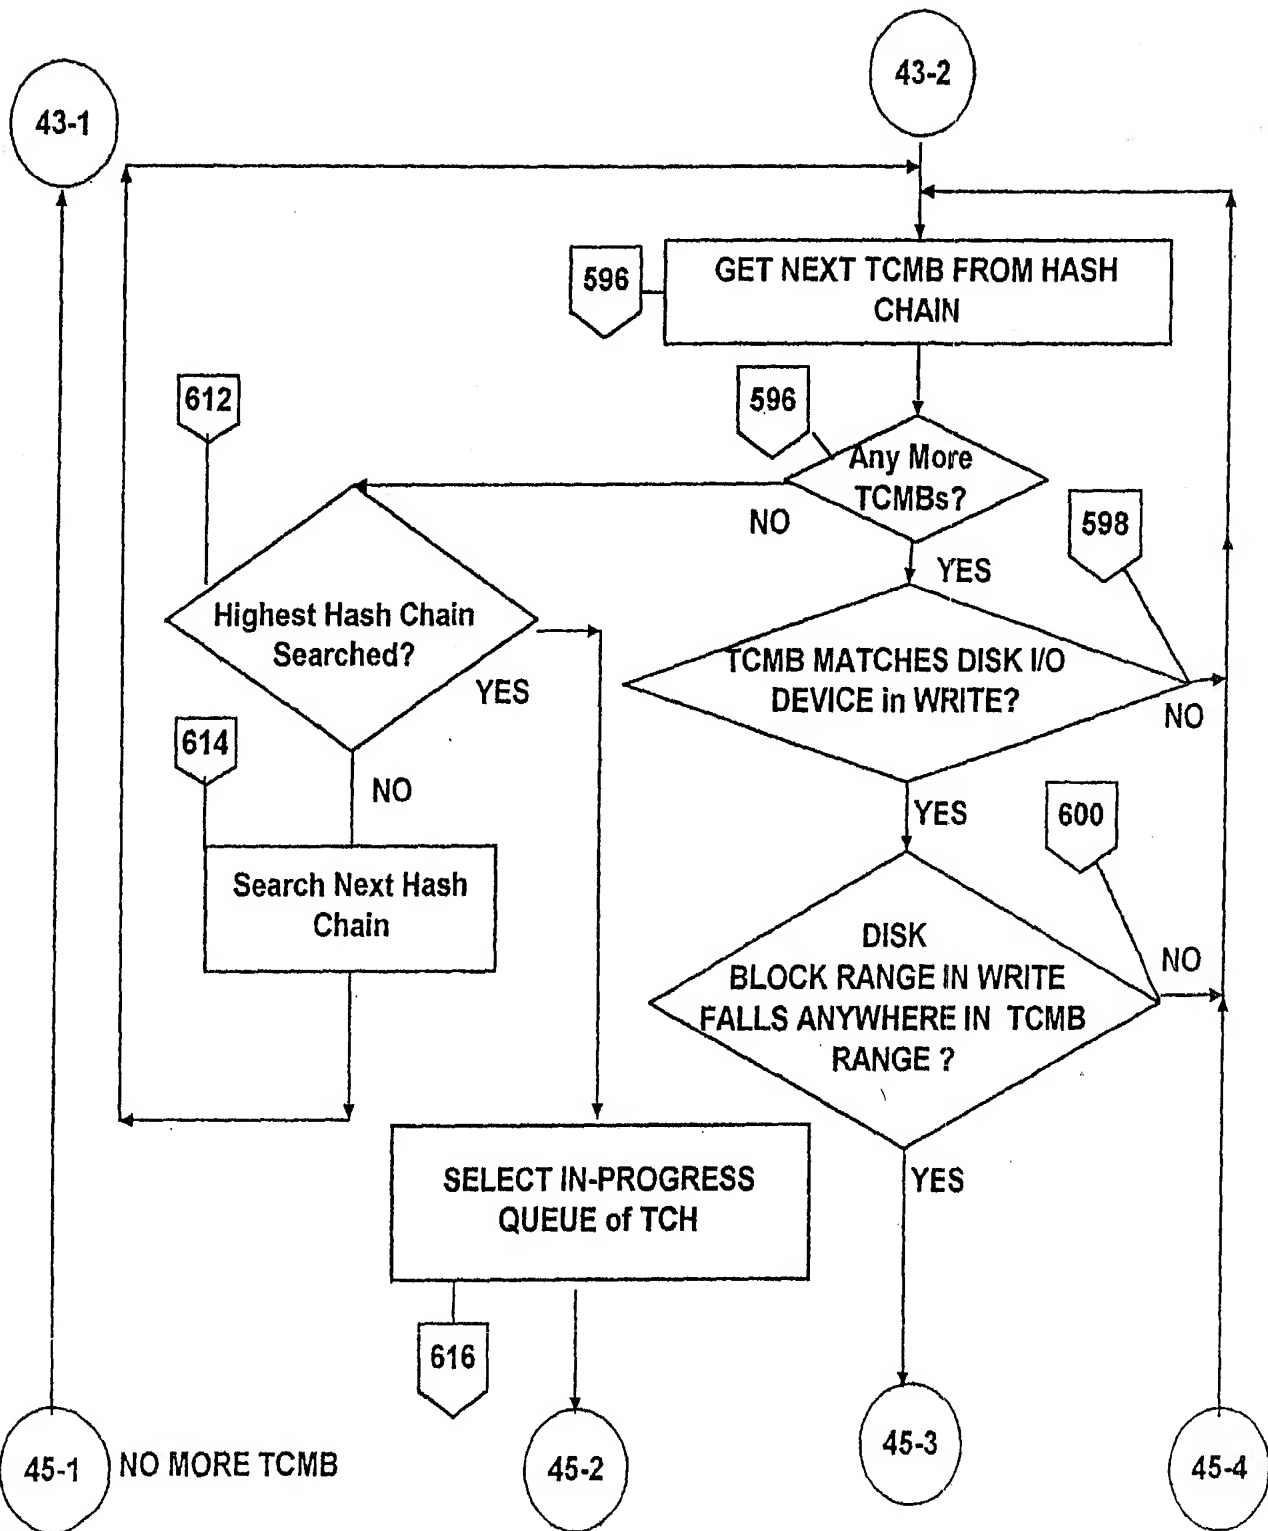 43-2
43-1
GET NEXT TCMB FROM HASH
CHAIN
596
612
596
Any More
TCMBs?
NO
598
YES
Highest Hash Chain
Searched?
YES
TCMB MATCHES DISK I/O
DEVICE in WRITE?
NO
614
NO
YES
600
Search Next Hash
Chain
DISK
BLOCK RANGE IN WRITE
FALLS ANYWHERE IN TCMB
RANGE ?
NO
SELECT IN-PROGRESS
QUEUE of TCH
YES
616
45-1
NO MORE TCMB
45-2
45-3
45-4